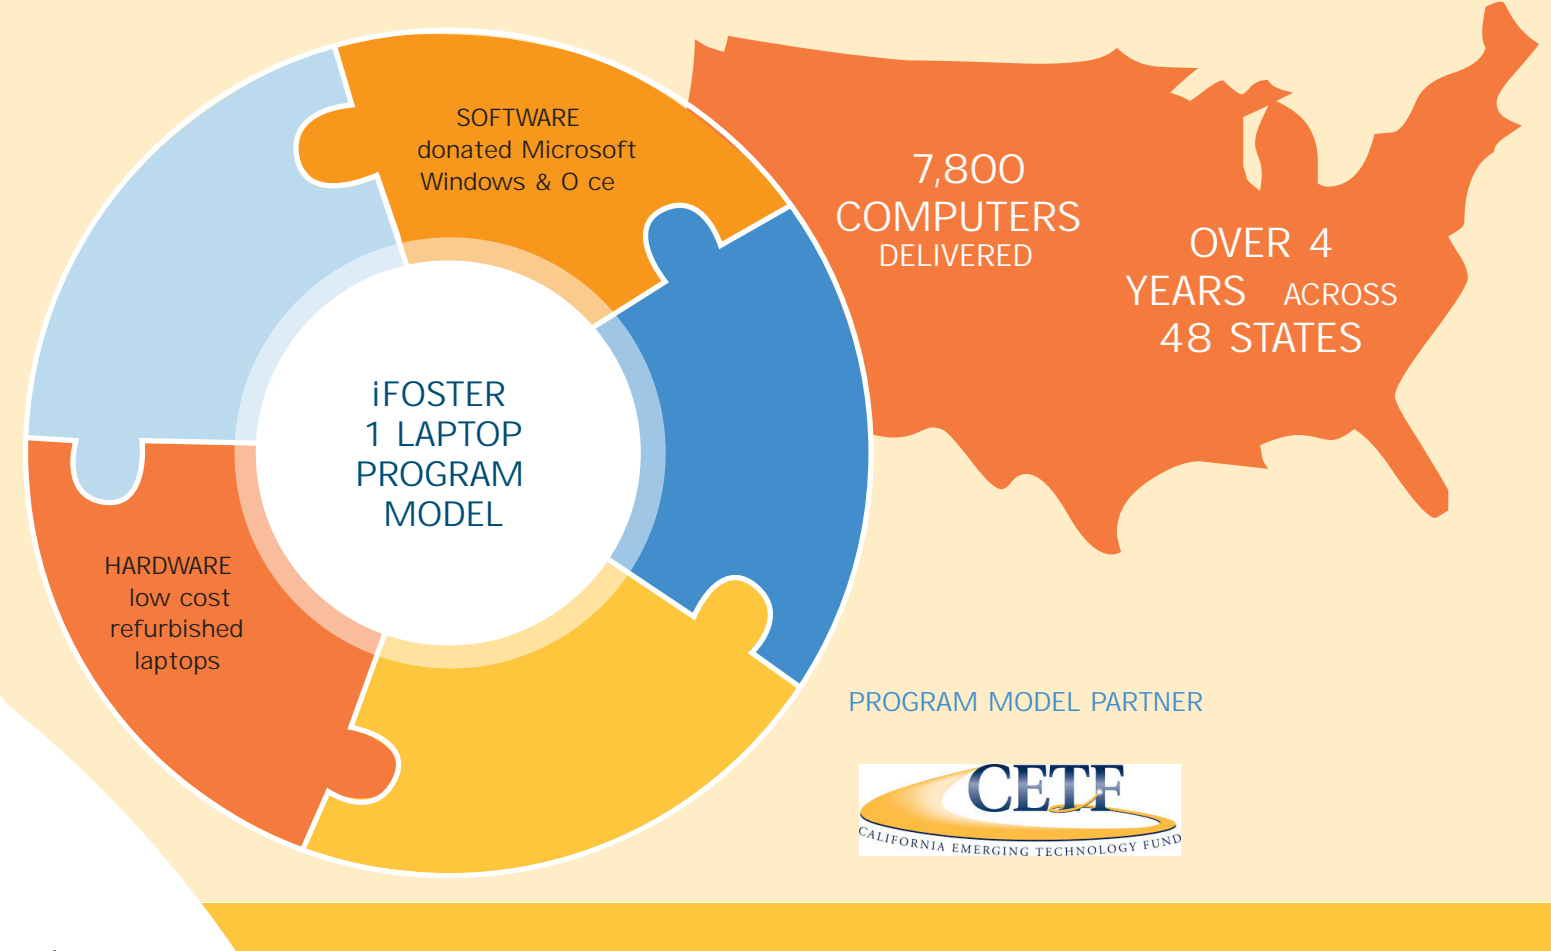 SOFTWARE
donated Microsoft
Windows & O ce
7,800
COMPUTERS
DELIVERED
OVER 4
YEARS ACROSS
48 STATES
iFOSTER
1 LAPTOP
PROGRAM
MODEL
HARDWARE
low cost
refurbished
laptops
PROGRAM MODEL PARTNER
CETF
CALIFORNIA EMERGING TECHNOLOGY FUND